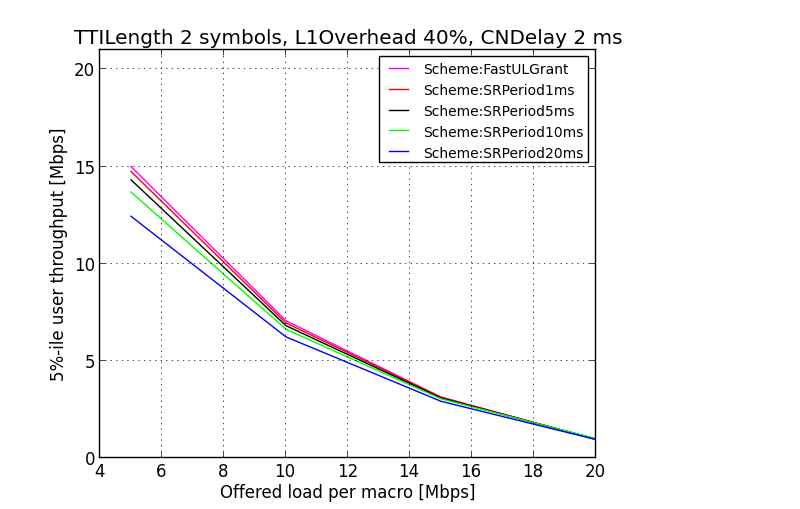 TTILength 2 symbols, L1Overhead 40%, CNDelay 2 ms
Scheme:FastULGrant
Scheme:SRPeriod1ms
Scheme:SRPeriod5ms
Scheme:SRPeriod10ms
Scheme:SRPeriod20ms
5%-ile user throughput [Mbps]
20
15
10
5
0
4 6 8 10 12 14 16 18 20
Offered load per macro [Mbps]